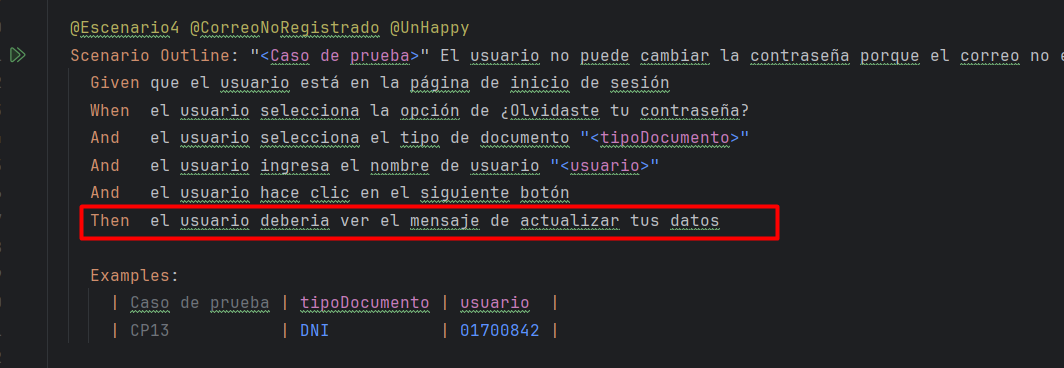 @Escenario4 @CorreoNoRegistrado @UnHappy
Scenario Outline: "<Caso de prueba>" El usuario no puede cambiar la contraseña porque el correo no e
Given que el usuario está en la página de inicio de sesión
When el usuario selecciona la opción de ¿Olvidaste tu contraseña?
And el usuario selecciona el tipo de documento "<tipoDocumento>"
And el usuario ingresa el nombre de usuario "<usuario>"
And el usuario hace clic en el siguiente botón
Then el usuario deberia ver el mensaje de actualizar tus datos
Examples:
| Caso de prueba | tipoDocumento | usuario |
| CP13 | DNI | 01700842 |